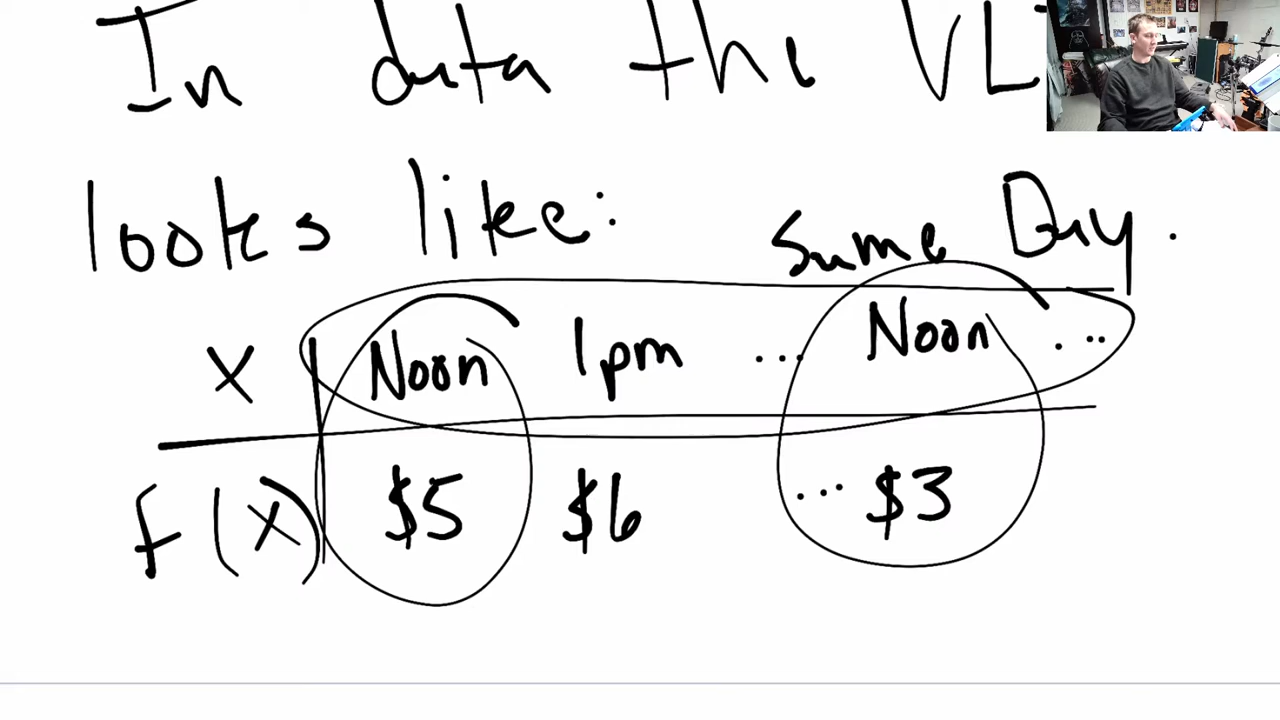 In data the VL
looks like:
Same Day.
x Noon 1pm ... Noon ...
f(x) $5 $6 ... $3